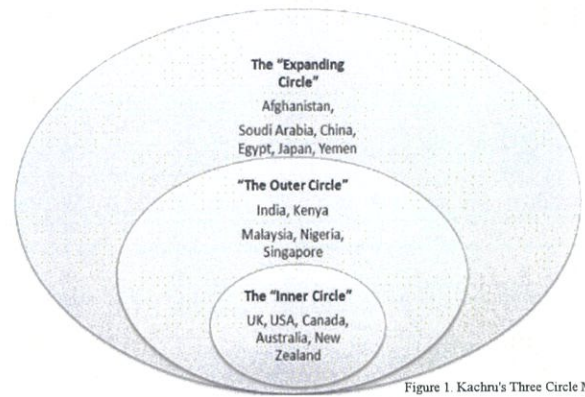 The "Expanding
Circle"
Afghanistan,
Soudi Arabia, China,
Egypt, Japan, Yemen
"The Outer Circle"
India, Kenya
Malaysia, Nigeria,
Singapore
The "Inner Circle"
UK, USA, Canada,
Australia, New
Zealand
Figure 1. Kachru's Three Circle